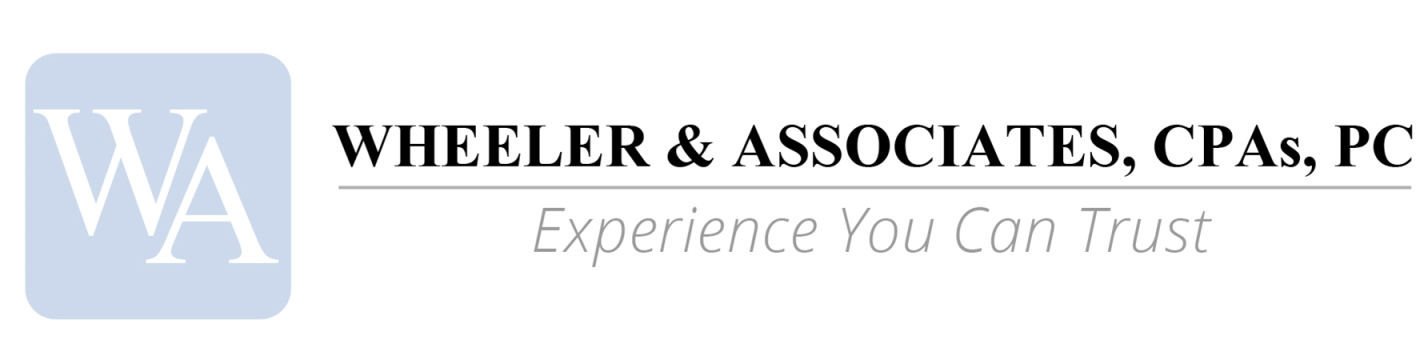 WA
WHEELER & ASSOCIATES, CPAs, PC
Experience You Can Trust